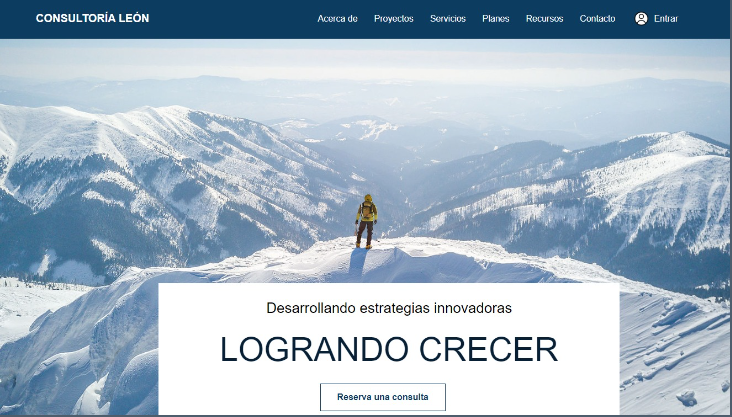 CONSULTORÍA LEÓN
Acerca de Proyectos Servicios Planes Recursos Contacto Entrar
Desarrollando estrategias innovadoras
LOGRANDO CRECER
Reserva una consulta